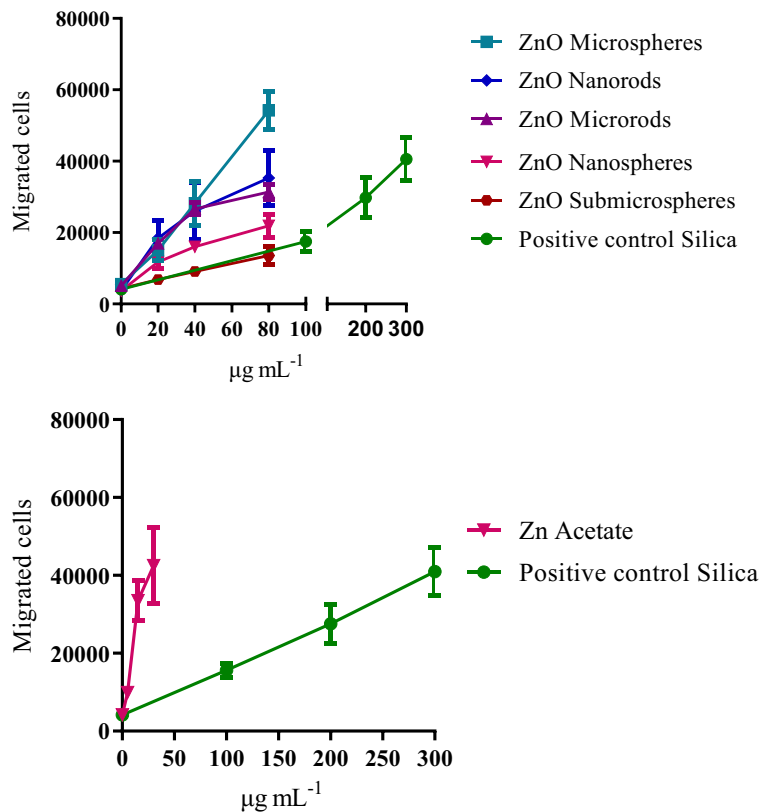 80000
60000
40000
20000
0
Migrated cells
0 20 40 60 80 100 200 300
µg mL-1
ZnO Microspheres
ZnO Nanorods
ZnO Microrods
ZnO Nanospheres
ZnO Submicrospheres
Positive control Silica
80000
60000
40000
20000
0
Migrated cells
0 50 100 150 200 250 300
µg mL-1
Zn Acetate
Positive control Silica